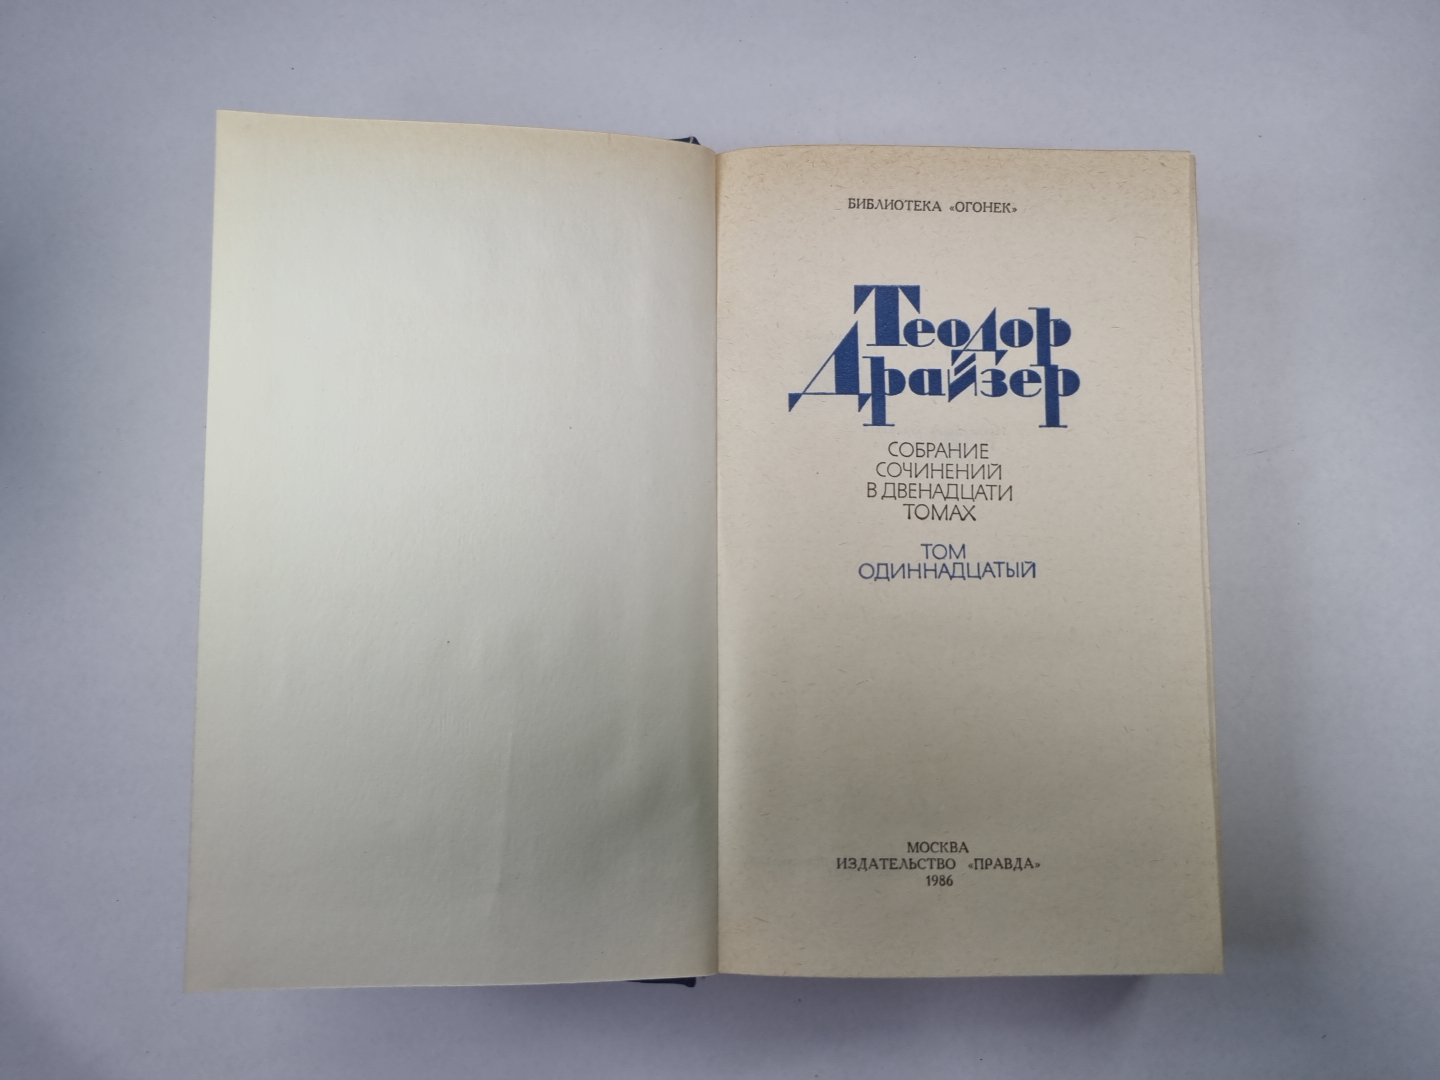 БИБЛИОТЕКА «ОГОНЕК»
Теодор
Драйзер
СОБРАНИЕ
СОЧИНЕНИЙ
В ДВЕНАДЦАТИ
ТОМАХ
ТОМ
ОДИННАДЦАТЫЙ
МОСКВА
ИЗДАТЕЛЬСТВО «ПРАВДА»
1986